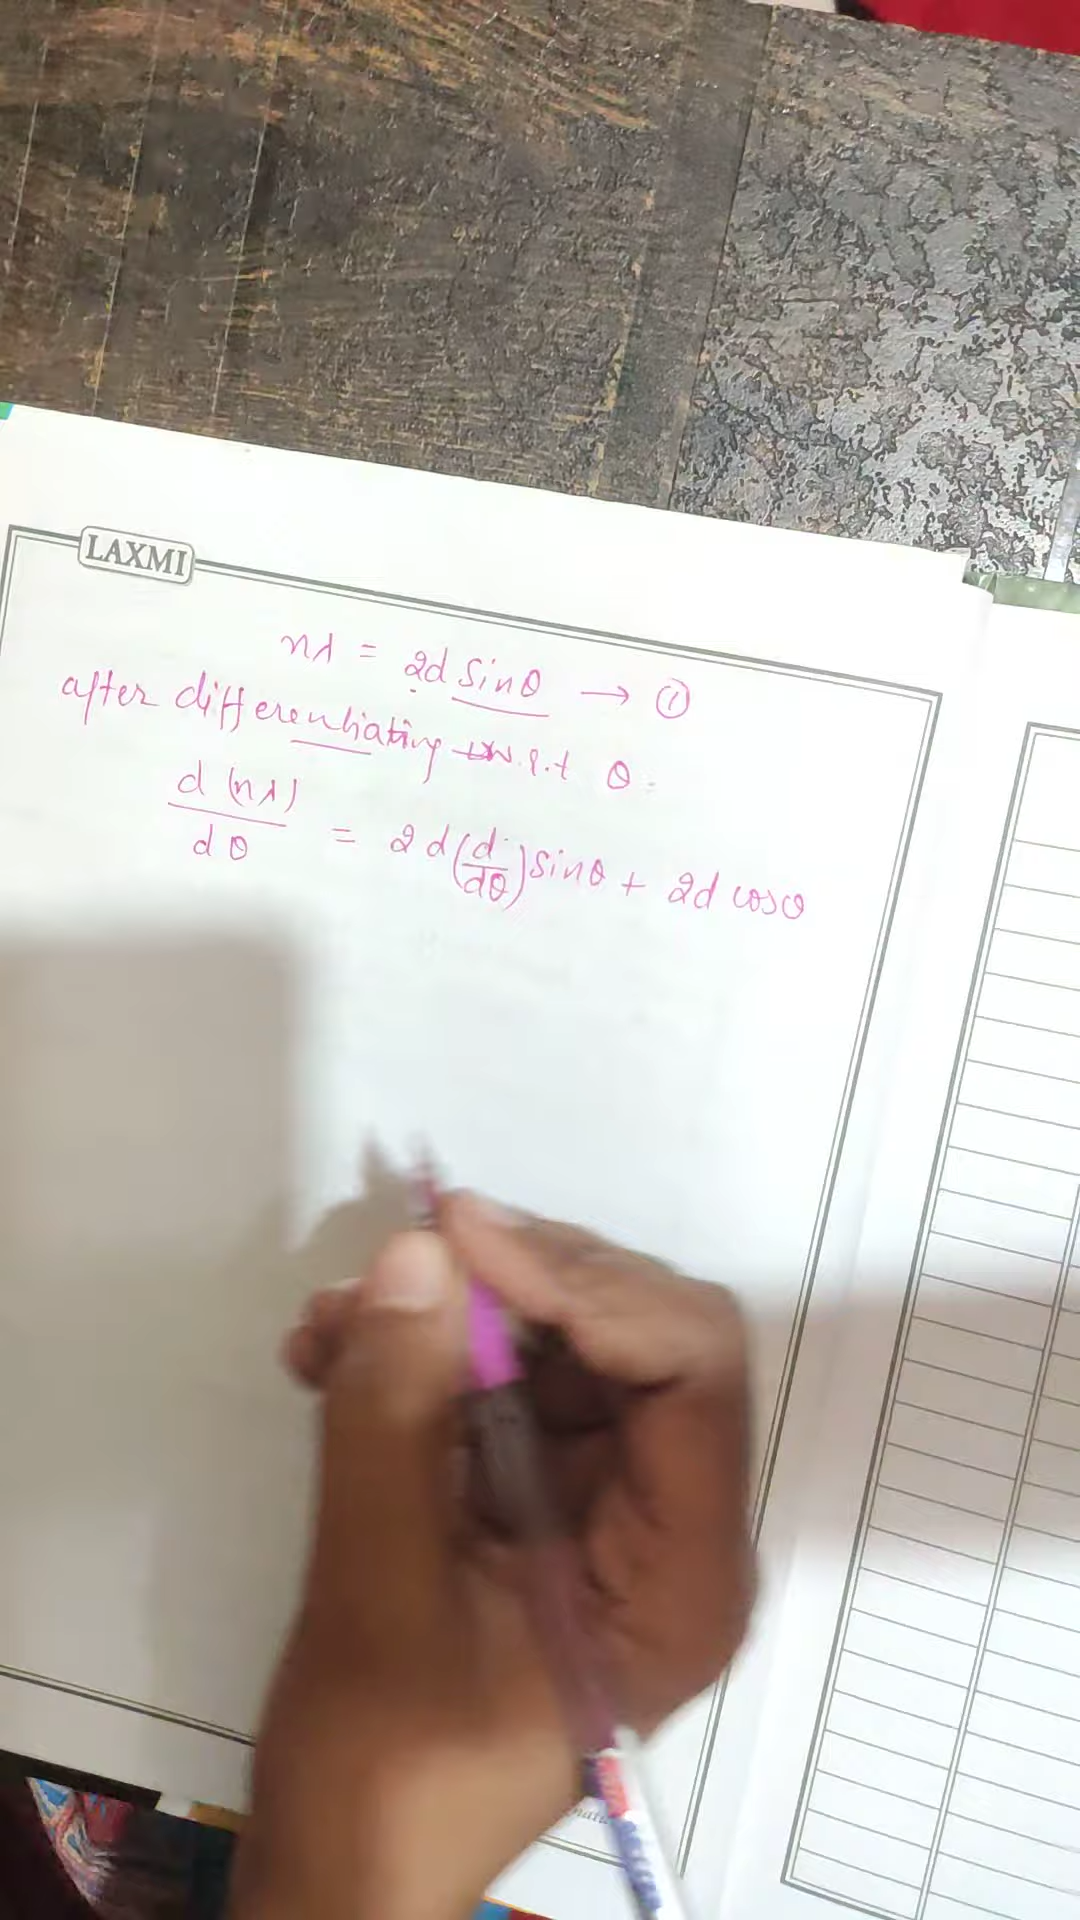 LAXMI
nλ = 2d Sinθ → ①
after differentiating w.r.t θ.
d (nλ) / dθ = 2d (d/dθ) Sinθ + 2d cosθ